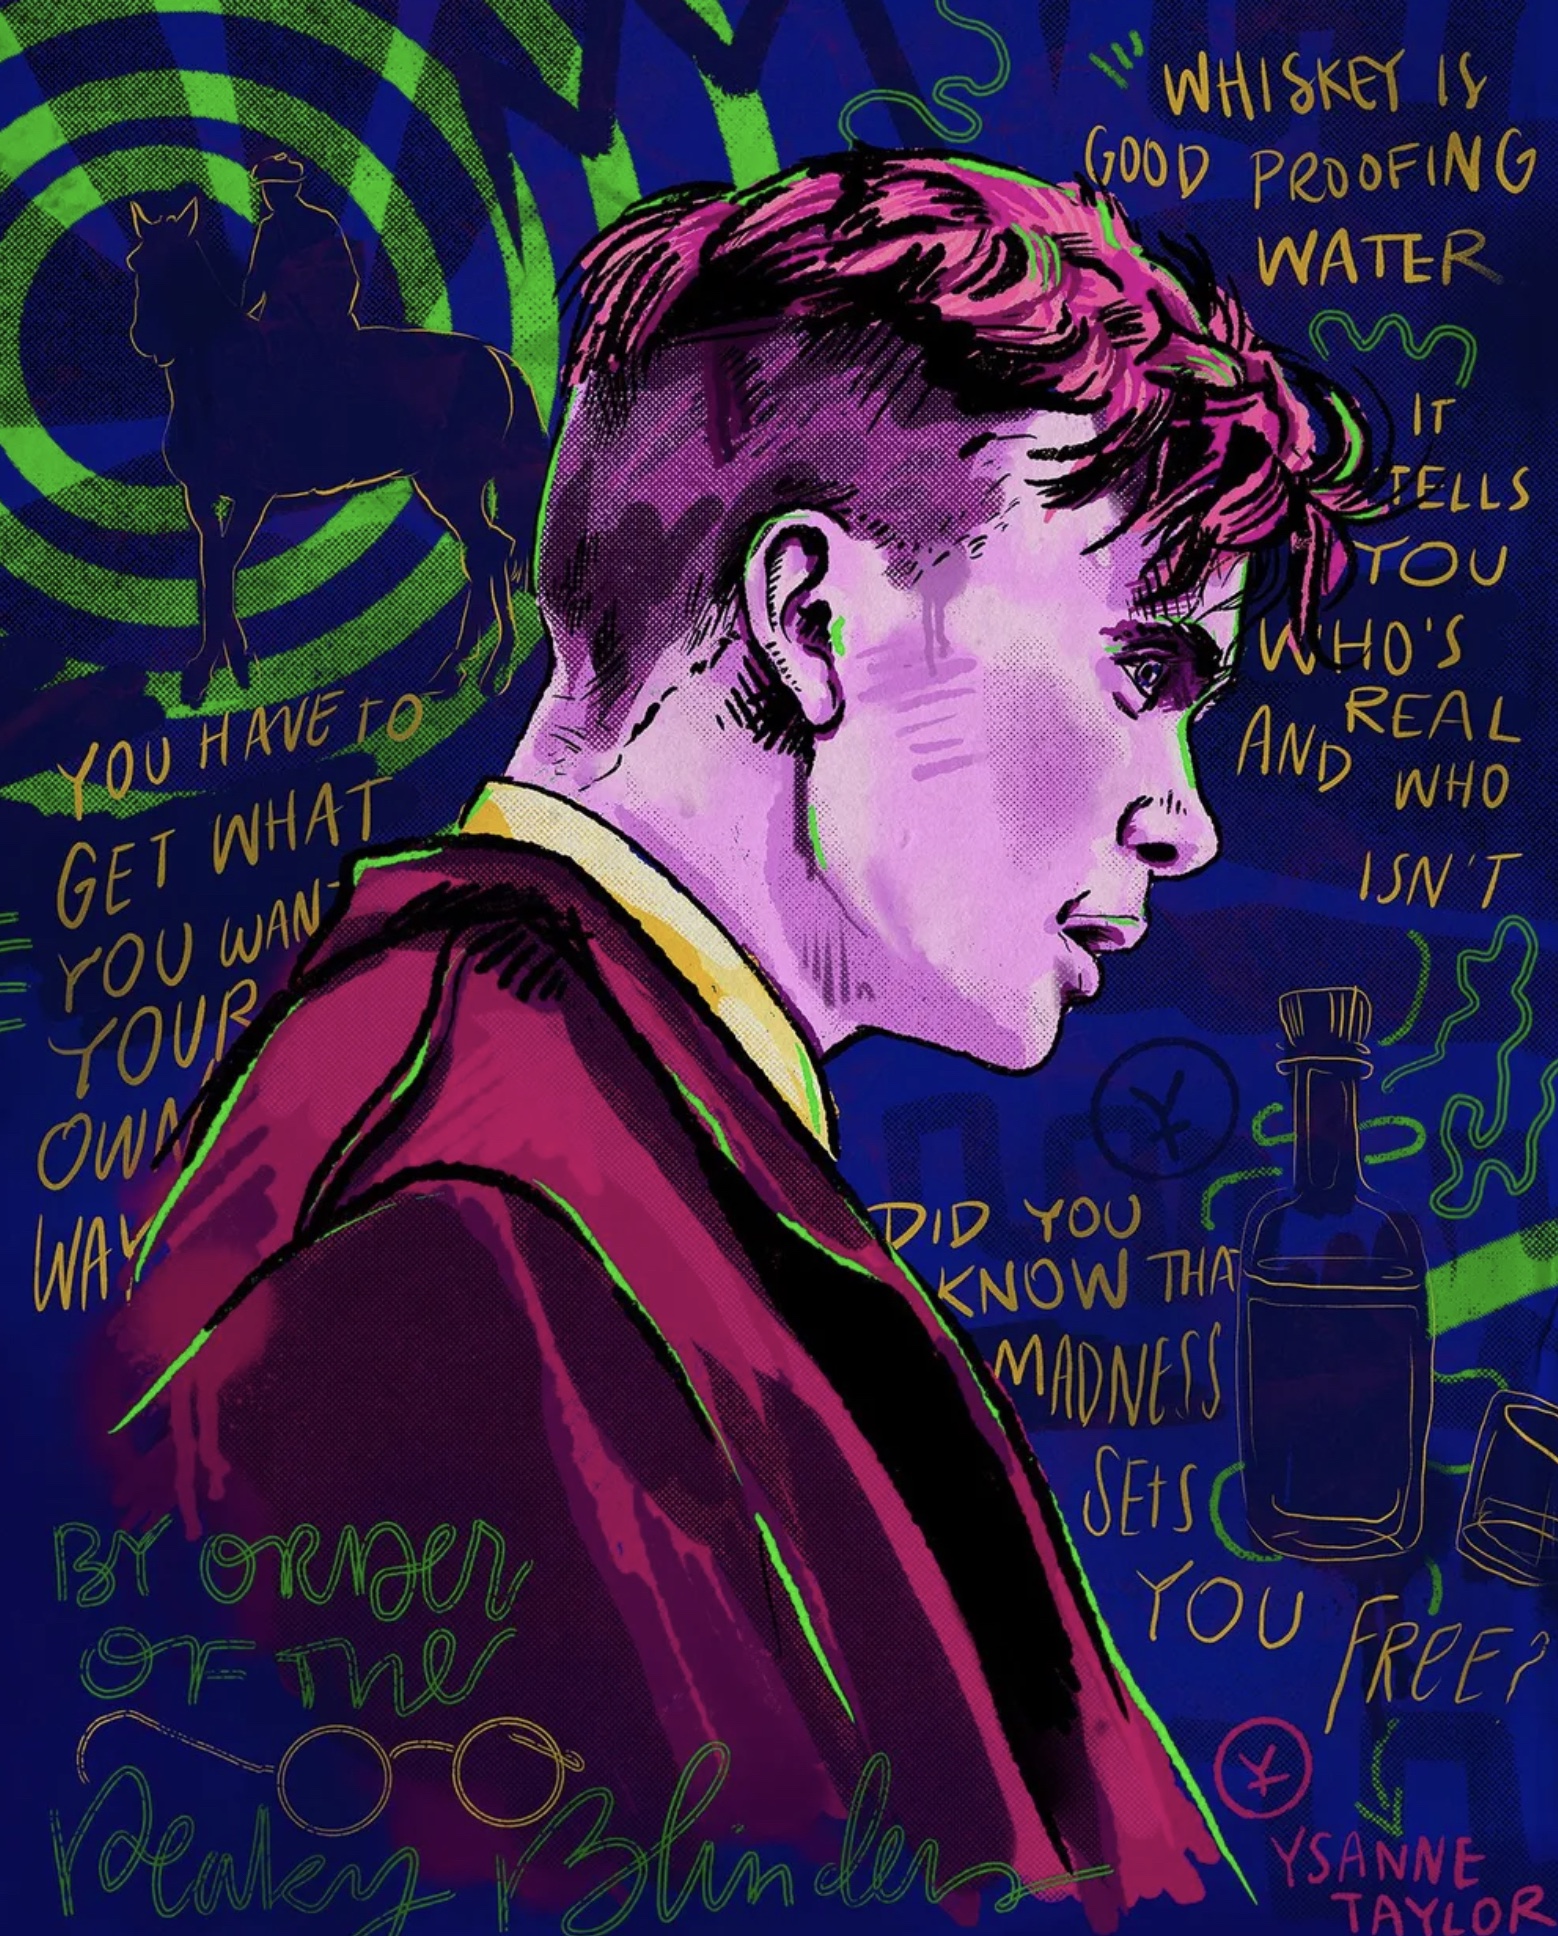 WHISKEY IS
GOOD PROOFING
WATER
IT
TELLS
YOU
WHO'S
REAL
AND WHO
ISN'T
YOU HAVE TO
GET WHAT
YOU WANT
YOUR
OWN
WAY
DID YOU
KNOW THA
MADNESS
SETS
YOU FREE?
BY ORDER
OF THE
Peaky Blinders
YSANNE
TAYLOR